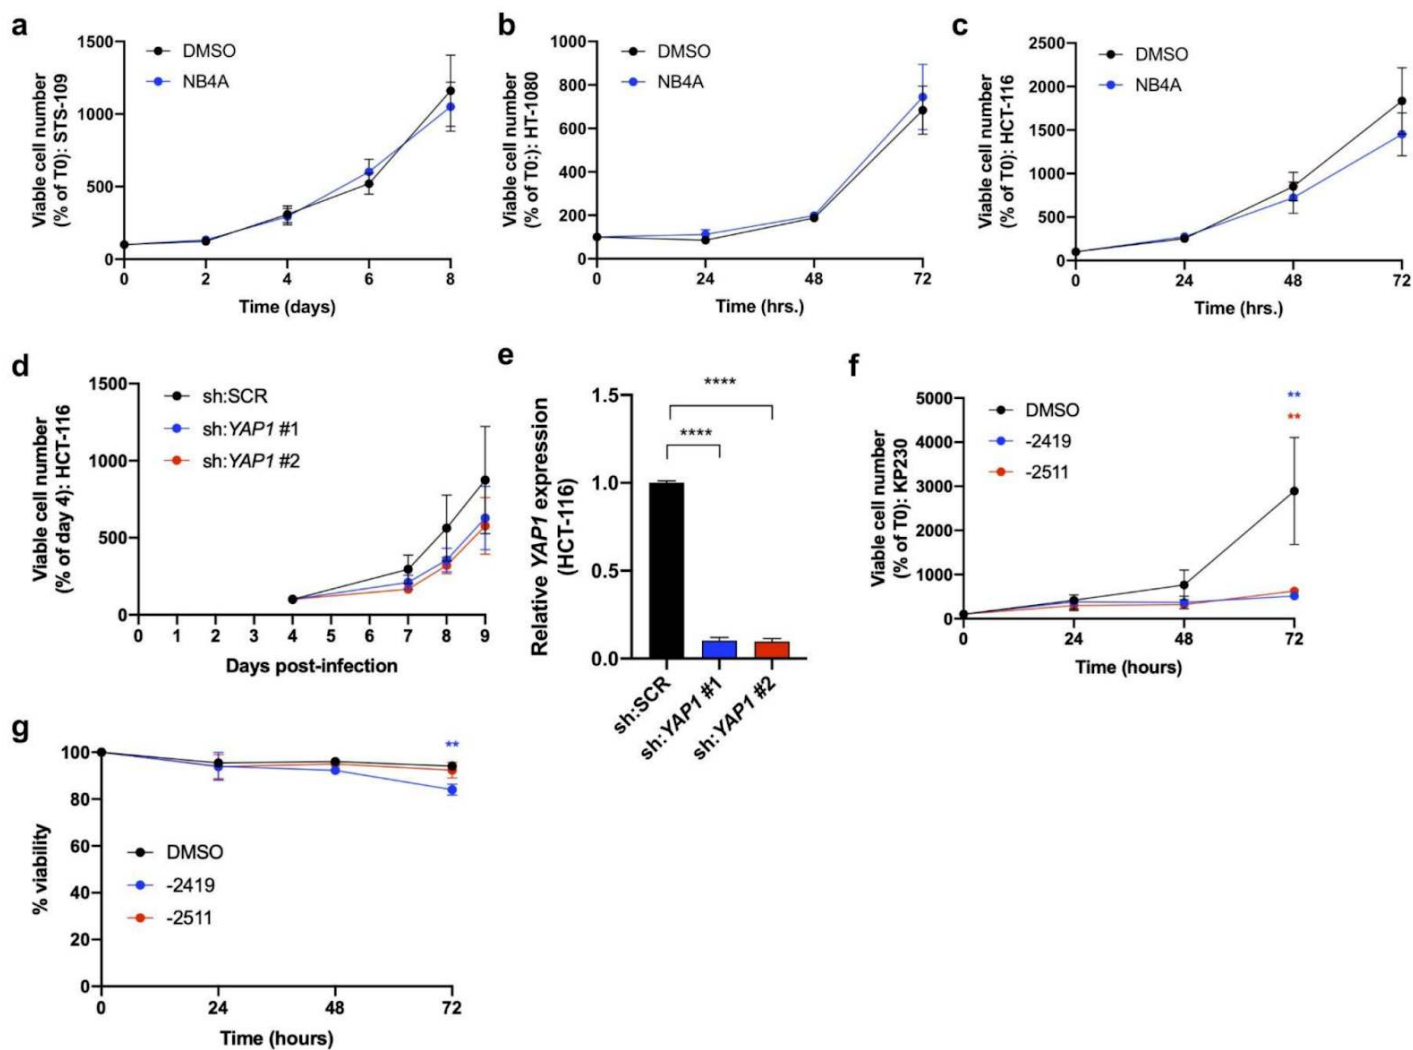 a
Viable cell number
(% of T0): STS-109
1500
1000
500
0
DMSO
NB4A
0 2 4 6 8
Time (days)
b
Viable cell number
(% of T0:): HT-1080
1000
800
600
400
200
0
DMSO
NB4A
0 24 48 72
Time (hrs.)
c
Viable cell number
(% of T0): HCT-116
2500
2000
1500
1000
500
0
DMSO
NB4A
0 24 48 72
Time (hrs.)
d
Viable cell number
(% of day 4): HCT-116
1500
1000
500
0
sh:SCR
sh:YAP1 #1
sh:YAP1 #2
0 1 2 3 4 5 6 7 8 9
Days post-infection
e
Relative YAP1 expression
(HCT-116)
1.5
1.0
0.5
0.0
****
****
sh:SCR
sh:YAP1 #1
sh:YAP1 #2
f
Viable cell number
(% of T0): KP230
5000
4000
3000
2000
1000
0
DMSO
-2419
-2511
**
**
0 24 48 72
Time (hours)
g
% viability
100
80
60
40
20
0
**
DMSO
-2419
-2511
0 24 48 72
Time (hours)